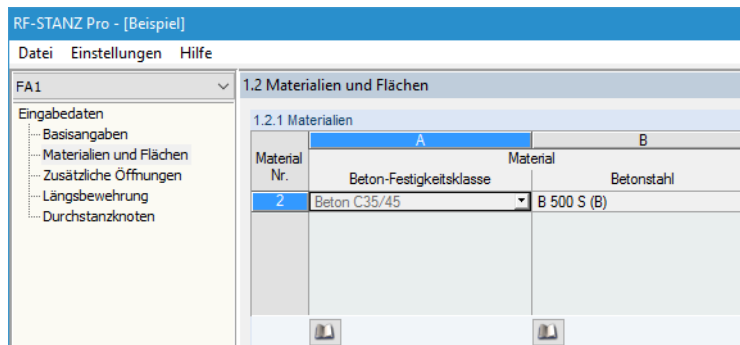 RF-STANZ Pro - [Beispiel]
Datei Einstellungen Hilfe
FA1
1.2 Materialien und Flächen
Eingabedaten
Basisangaben
Materialien und Flächen
Zusätzliche Öffnungen
Längsbewehrung
Durchstanzknoten
1.2.1 Materialien
A B
Material Nr.
Material
Beton-Festigkeitsklasse Betonstahl
2 Beton C35/45 B 500 S (B)